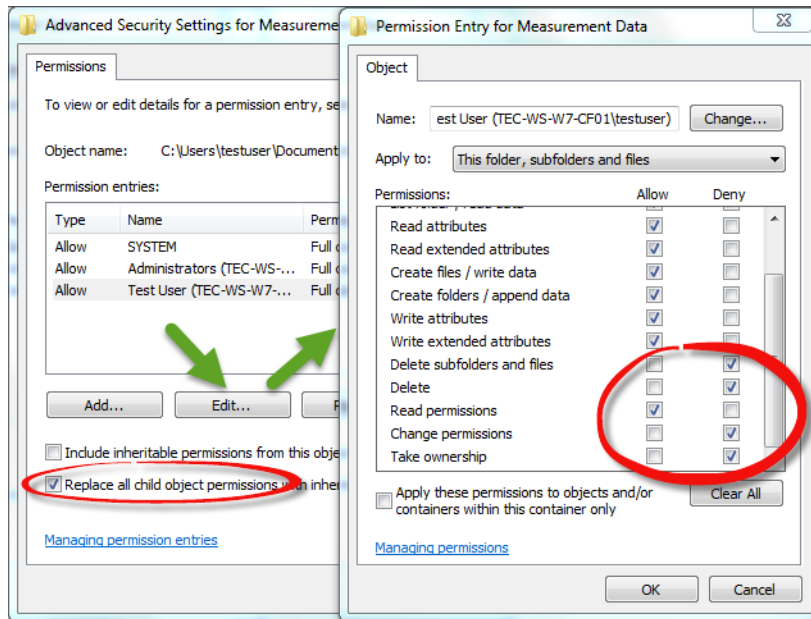 Advanced Security Settings for Measureme
Permissions
To view or edit details for a permission entry, se
Object name: C:\Users\testuser\Document
Permission entries:
Type Name Perm
Allow SYSTEM Full
Allow Administrators (TEC-WS-... Full
Allow Test User (TEC-WS-W7-... Full
Add... Edit...
Include inheritable permissions from this obje
Replace all child object permissions with inher
Managing permission entries
Permission Entry for Measurement Data
Object
Name: est User (TEC-WS-W7-CF01\testuser) Change...
Apply to: This folder, subfolders and files
Permissions: Allow Deny
Read attributes
Read extended attributes
Create files / write data
Create folders / append data
Write attributes
Write extended attributes
Delete subfolders and files
Delete
Read permissions
Change permissions
Take ownership
Apply these permissions to objects and/or
containers within this container only
Clear All
Managing permissions
OK Cancel